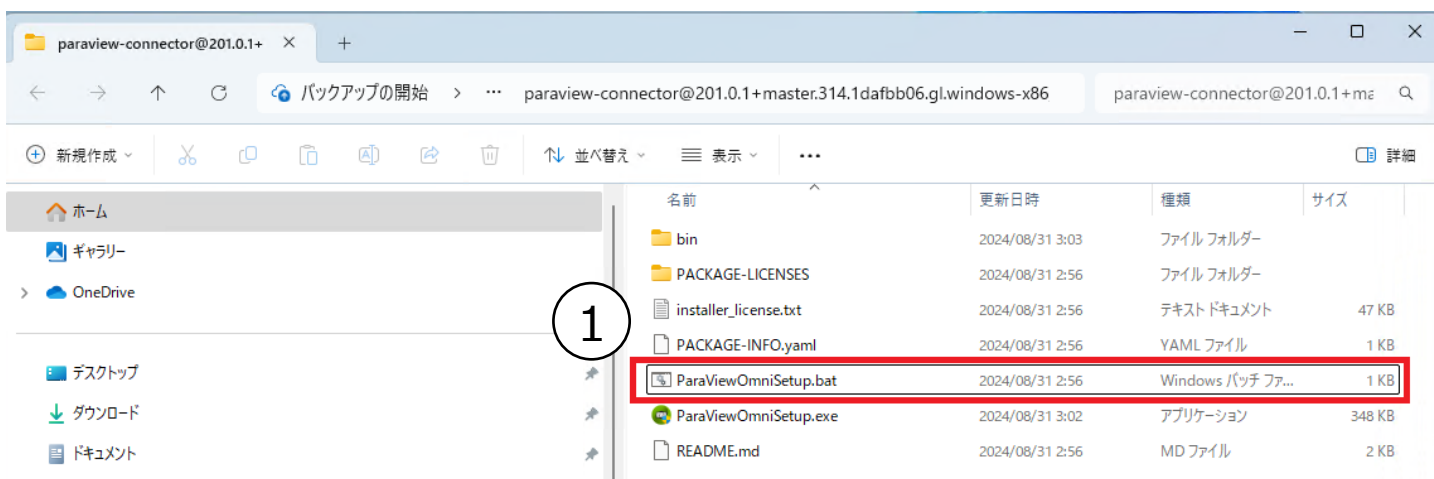 paraview-connector@201.0.1+
バックアップの開始 > ··· paraview-connector@201.0.1+master.314.1dafbb06.gl.windows-x86 paraview-connector@201.0.1+ma
新規作成 並べ替え 表示 ··· 詳細
名前 更新日時 種類 サイズ
ホーム
ギャラリー
OneDrive
デスクトップ
ダウンロード
ドキュメント
1
bin 2024/08/31 3:03 ファイル フォルダー
PACKAGE-LICENSES 2024/08/31 2:56 ファイル フォルダー
installer_license.txt 2024/08/31 2:56 テキスト ドキュメント 47 KB
PACKAGE-INFO.yaml 2024/08/31 2:56 YAML ファイル 1 KB
ParaViewOmniSetup.bat 2024/08/31 2:56 Windows バッチ ファ... 1 KB
ParaViewOmniSetup.exe 2024/08/31 3:02 アプリケーション 348 KB
README.md 2024/08/31 2:56 MD ファイル 2 KB